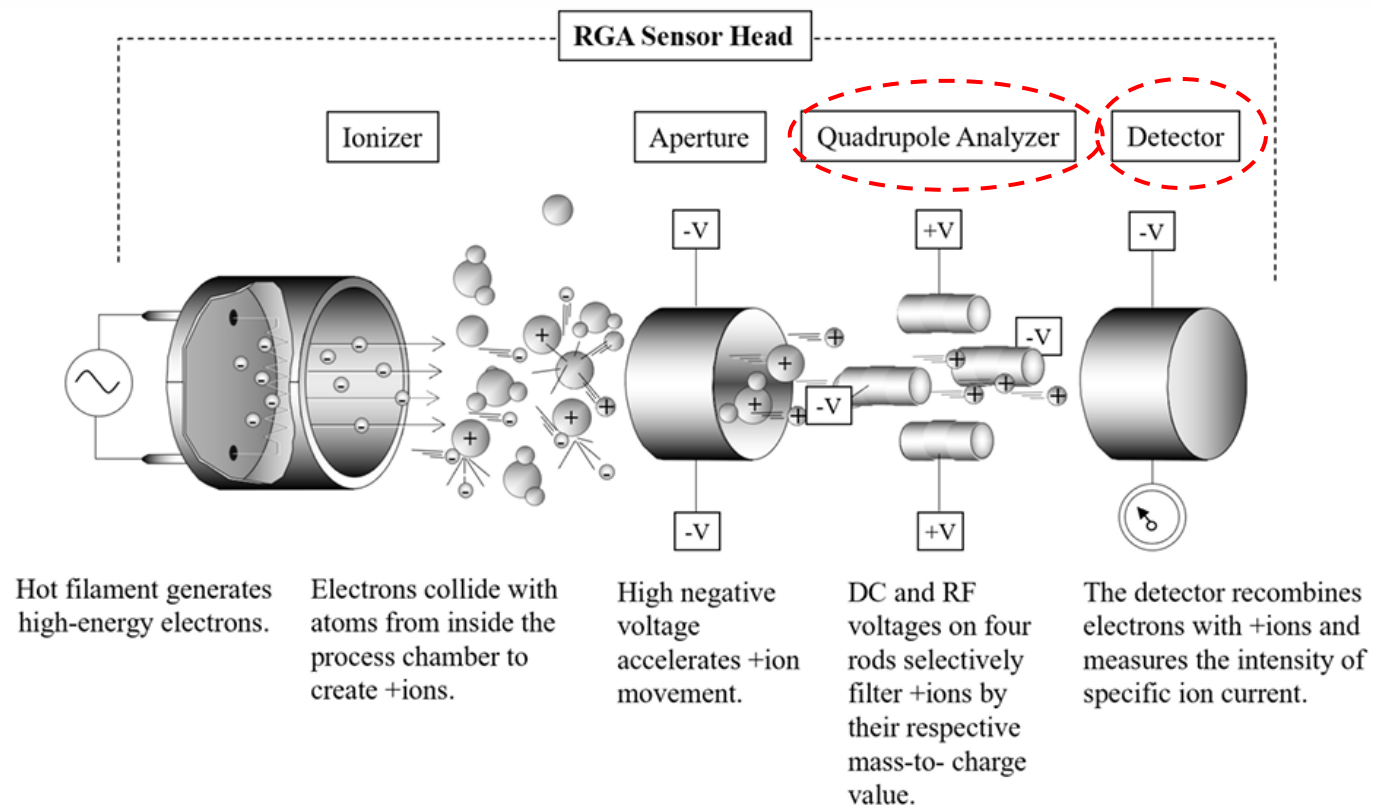 RGA Sensor Head
Ionizer
Aperture
Quadrupole Analyzer
Detector
-V
+V
-V
-V
-V
-V
+V
Hot filament generates
high-energy electrons.
Electrons collide with
atoms from inside the
process chamber to
create +ions.
High negative
voltage
accelerates +ion
movement.
DC and RF
voltages on four
rods selectively
filter +ions by
their respective
mass-to- charge
value.
The detector recombines
electrons with +ions and
measures the intensity of
specific ion current.